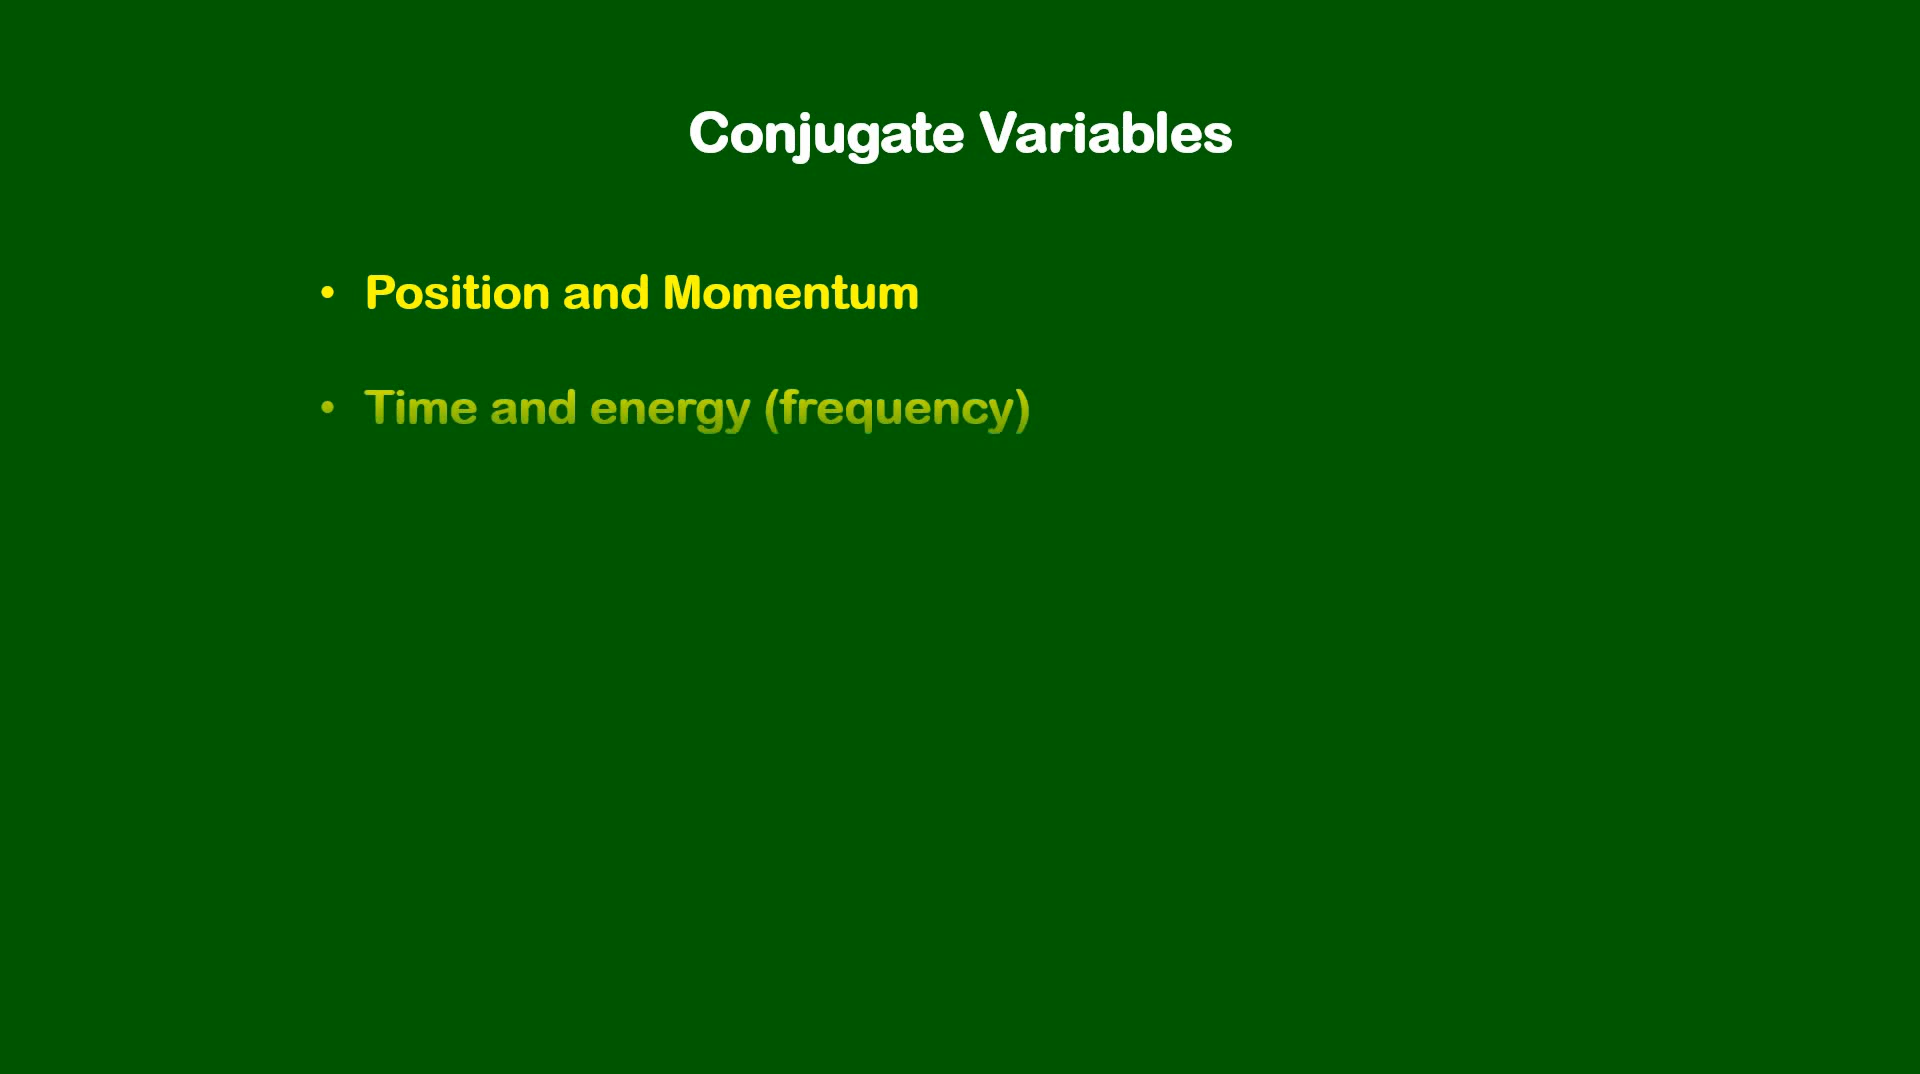 Conjugate Variables
• Position and Momentum
• Time and energy (frequency)